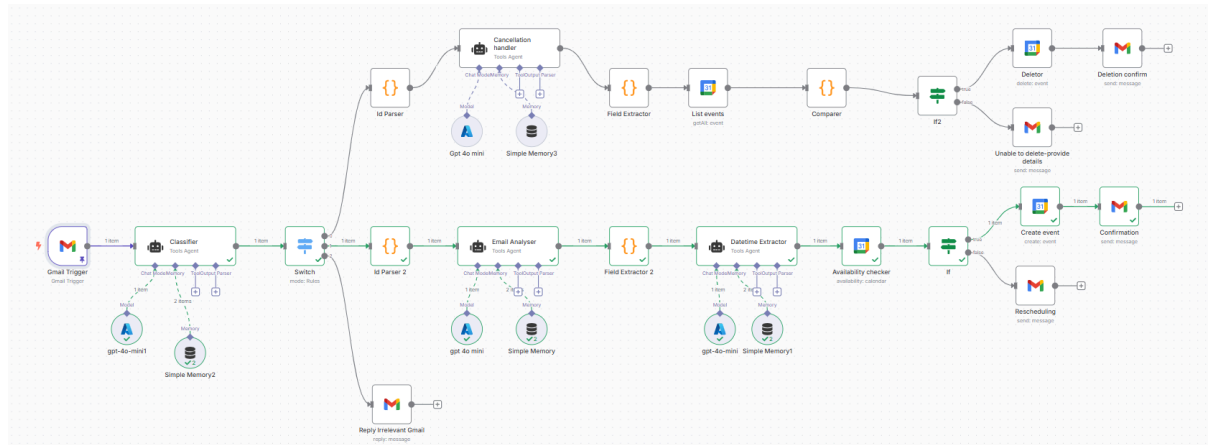 Cancellation
handler
Tools Agent
Chat Model
Memory
Tool
Output Parser
Id Parser
Model
Memory
Gpt 4o mini
Simple Memory3
Field Extractor
31
List events
getAll: event
Comparer
If2
true
false
31
Deletor
delete: event
Deletion confirm
send: message
Unable to delete-provide
details
send: message
Gmail Trigger
Gmail Trigger
1 item
Classifier
Tools Agent
Chat Model
Memory
Tool
Output Parser
1 item
2 items
Model
Memory
gpt-4o-mini1
2
Simple Memory2
1 item
Switch
mode: Rules
0
1 item
Id Parser 2
1 item
Email Analyser
Tools Agent
Chat Model
Memory
Tool
Output Parser
1 item
Model
Memory
gpt 4o mini
2
Simple Memory
1 item
Field Extractor 2
1 item
Datetime Extractor
Tools Agent
Chat Model
Memory
Tool
Output Parser
1 item
Model
Memory
gpt-4o-mini
2
Simple Memory1
1 item
31
Availability checker
availability: calendar
1 item
If
true
false
1 item
31
Create event
create: event
1 item
Confirmation
send: message
1 item
Rescheduling
send: message
Reply Irrelevant Gmail
reply: message